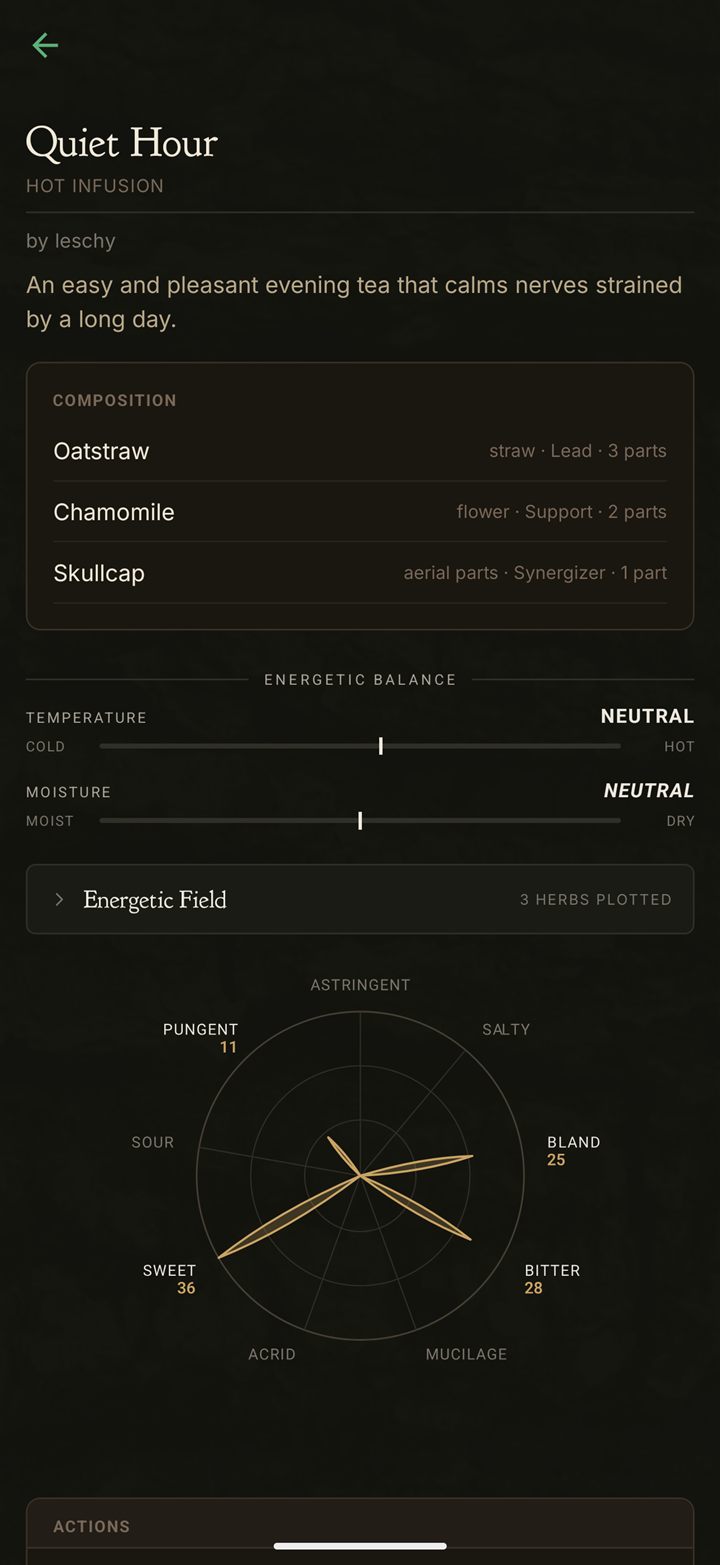 Quiet Hour
HOT INFUSION
by leschy
An easy and pleasant evening tea that calms nerves strained
by a long day.
COMPOSITION
Oatstraw straw · Lead · 3 parts
Chamomile flower · Support · 2 parts
Skullcap aerial parts · Synergizer · 1 part
ENERGETIC BALANCE
TEMPERATURE NEUTRAL
COLD HOT
MOISTURE NEUTRAL
MOIST DRY
Energetic Field 3 HERBS PLOTTED
ASTRINGENT
PUNGENT SALTY
11
SOUR BLAND
25
SWEET BITTER
36 28
ACRID MUCILAGE
ACTIONS